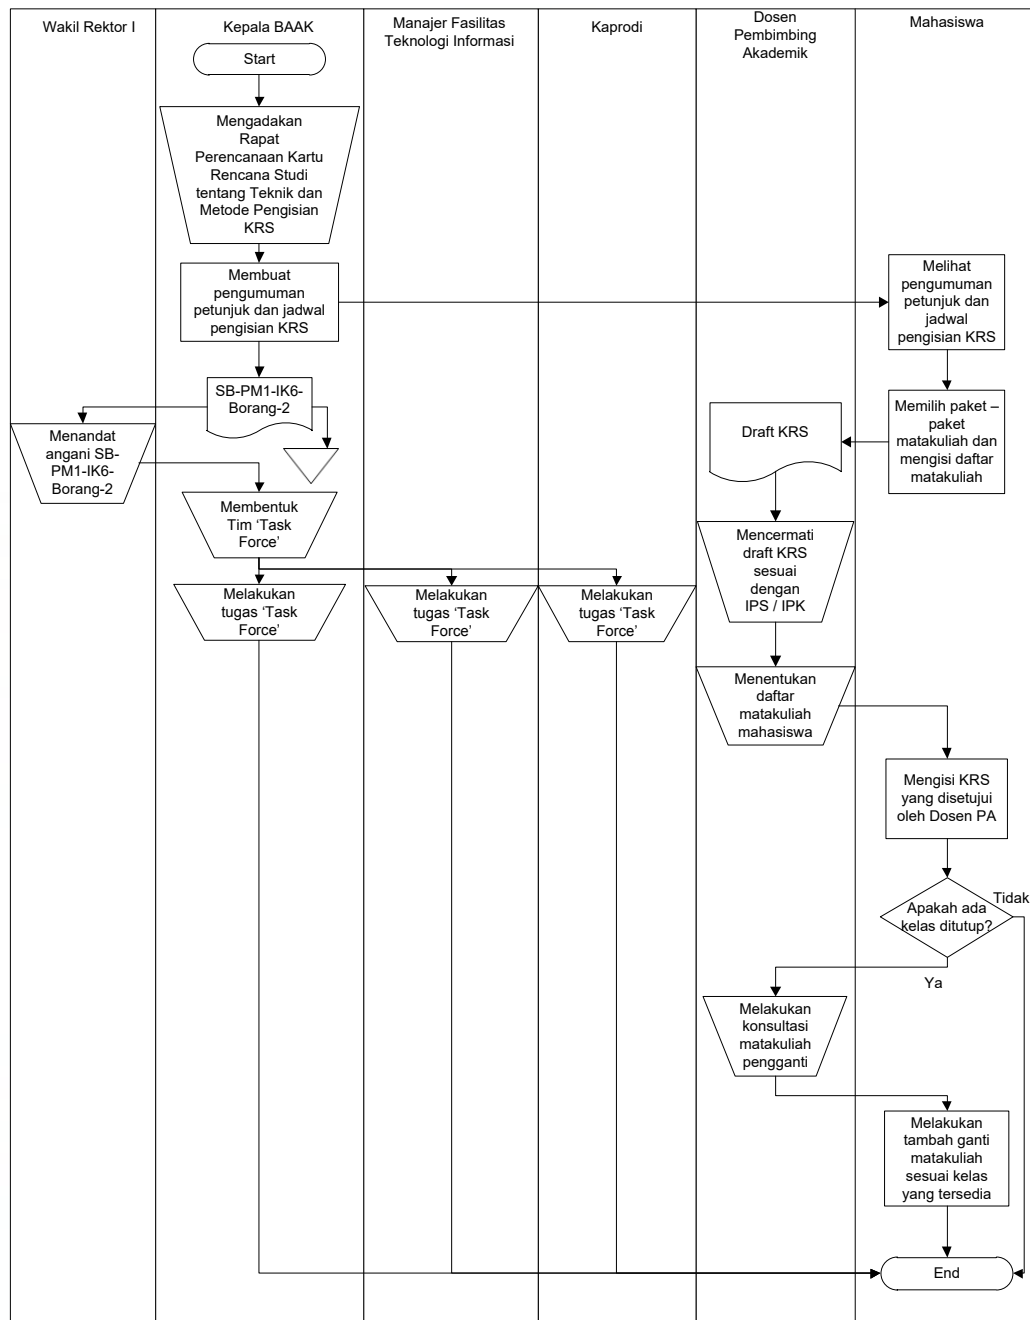 Wakil Rektor I
Kepala BAAK
Manajer Fasilitas
Teknologi Informasi
Kaprodi
Dosen
Pembimbing
Akademik
Mahasiswa
Start
Mengadakan
Rapat
Perencanaan Kartu
Rencana Studi
tentang Teknik dan
Metode Pengisian
KRS
Membuat
pengumuman
petunjuk dan jadwal
pengisian KRS
Melihat
pengumuman
petunjuk dan
jadwal
pengisian KRS
SB-PM1-IK6-
Borang-2
Memilih paket –
paket
matakuliah dan
mengisi daftar
matakuliah
Draft KRS
Menandat
angani SB-
PM1-IK6-
Borang-2
Membentuk
Tim ‘Task
Force’
Mencermati
draft KRS
sesuai
dengan
IPS / IPK
Melakukan
tugas ‘Task
Force’
Melakukan
tugas ‘Task
Force’
Melakukan
tugas ‘Task
Force’
Menentukan
daftar
matakuliah
mahasiswa
Mengisi KRS
yang disetujui
oleh Dosen PA
Apakah ada
kelas ditutup?
Tidak
Ya
Melakukan
konsultasi
matakuliah
pengganti
Melakukan
tambah ganti
matakuliah
sesuai kelas
yang tersedia
End